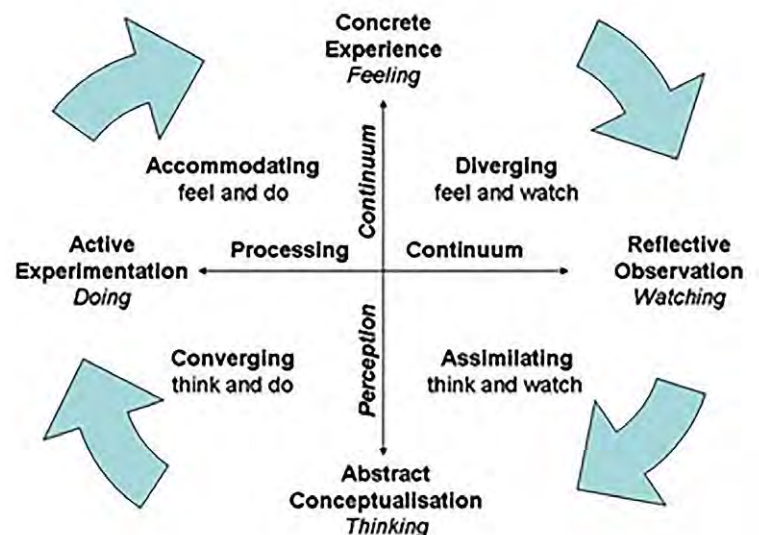 Concrete
Experience
Feeling
Continuum
Accommodating
feel and do
Diverging
feel and watch
Active
Experimentation
Doing
Processing
Continuum
Reflective
Observation
Watching
Perception
Converging
think and do
Assimilating
think and watch
Abstract
Conceptualisation
Thinking